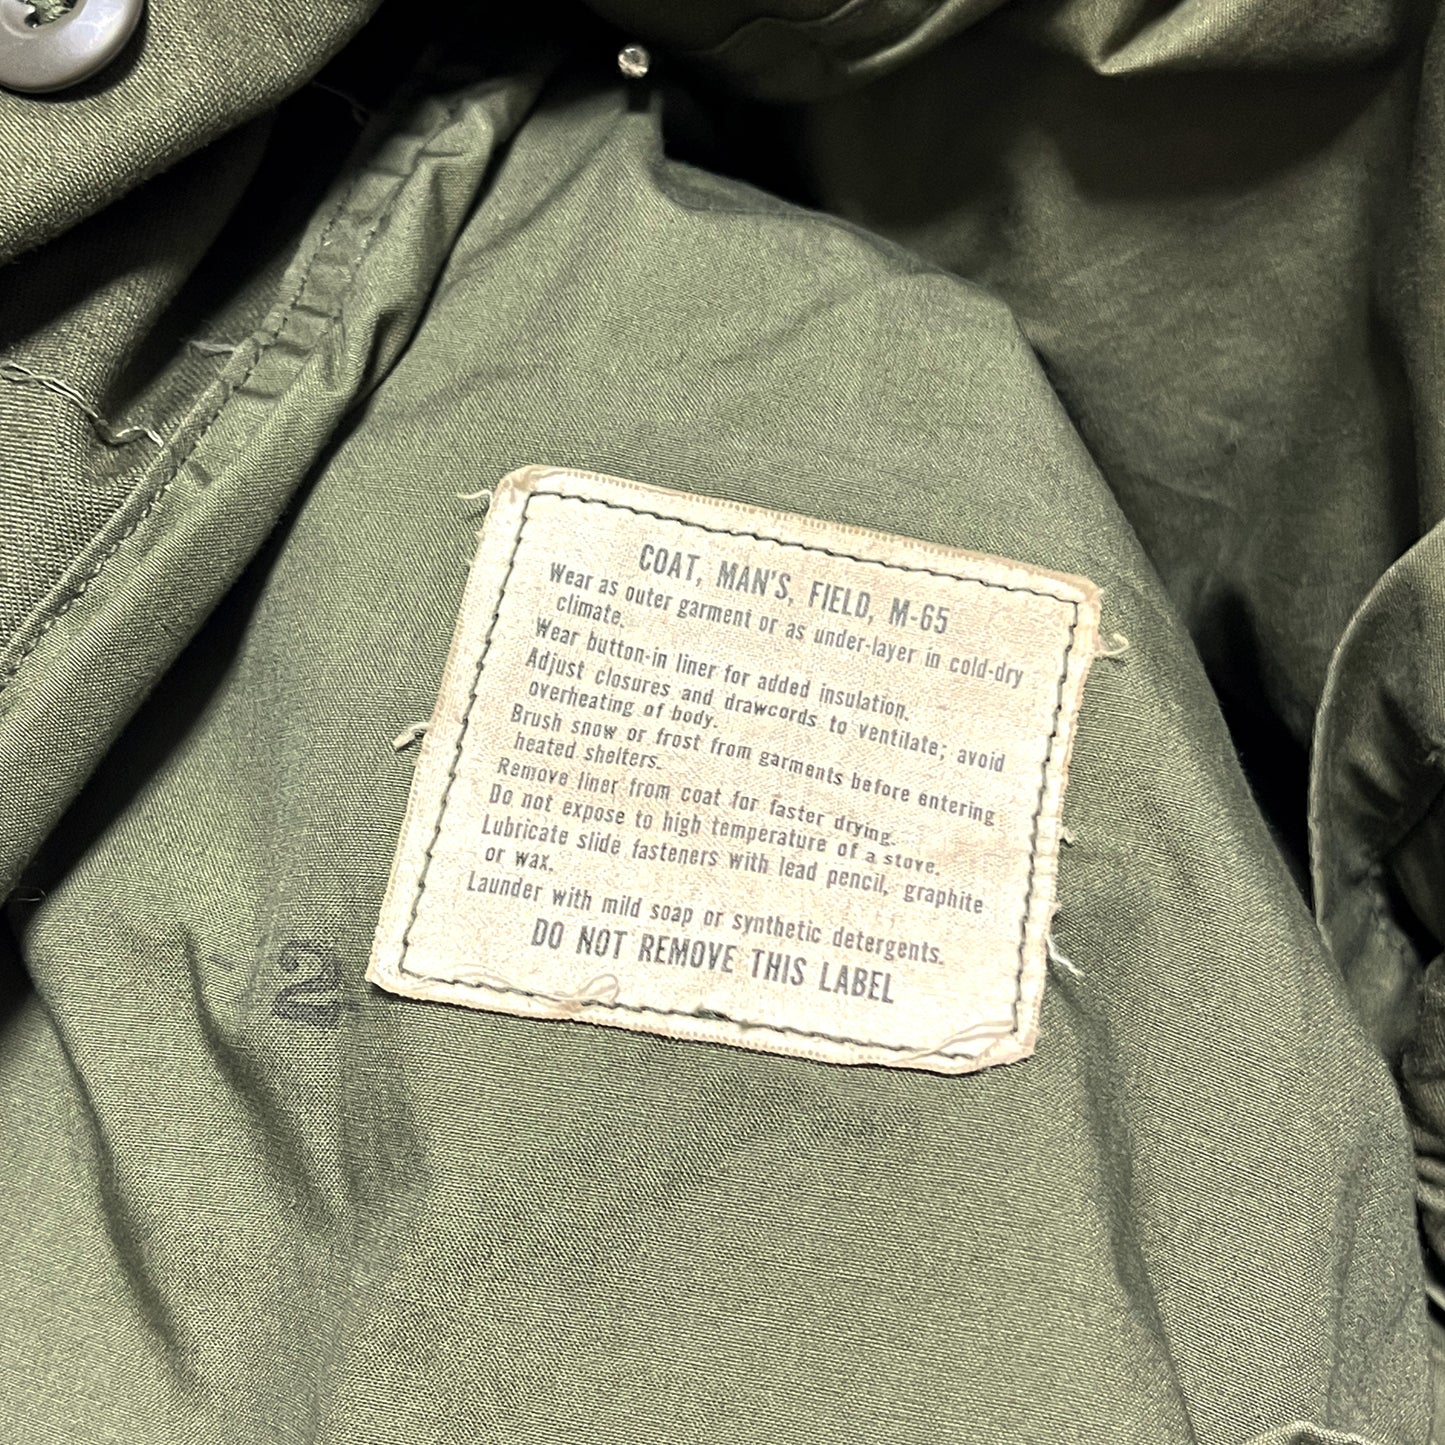 COAT, MAN'S, FIELD, M-65
Wear as outer garment or as under-layer in cold-dry
climate.
Wear button-in liner for added insulation.
Adjust closures and drawcords to ventilate; avoid
overheating of body.
Brush snow or frost from garments before entering
heated shelters.
Remove liner from coat for faster drying.
Do not expose to high temperature of a stove.
Lubricate slide fasteners with lead pencil, graphite
or wax.
Launder with mild soap or synthetic detergents.
DO NOT REMOVE THIS LABEL
2